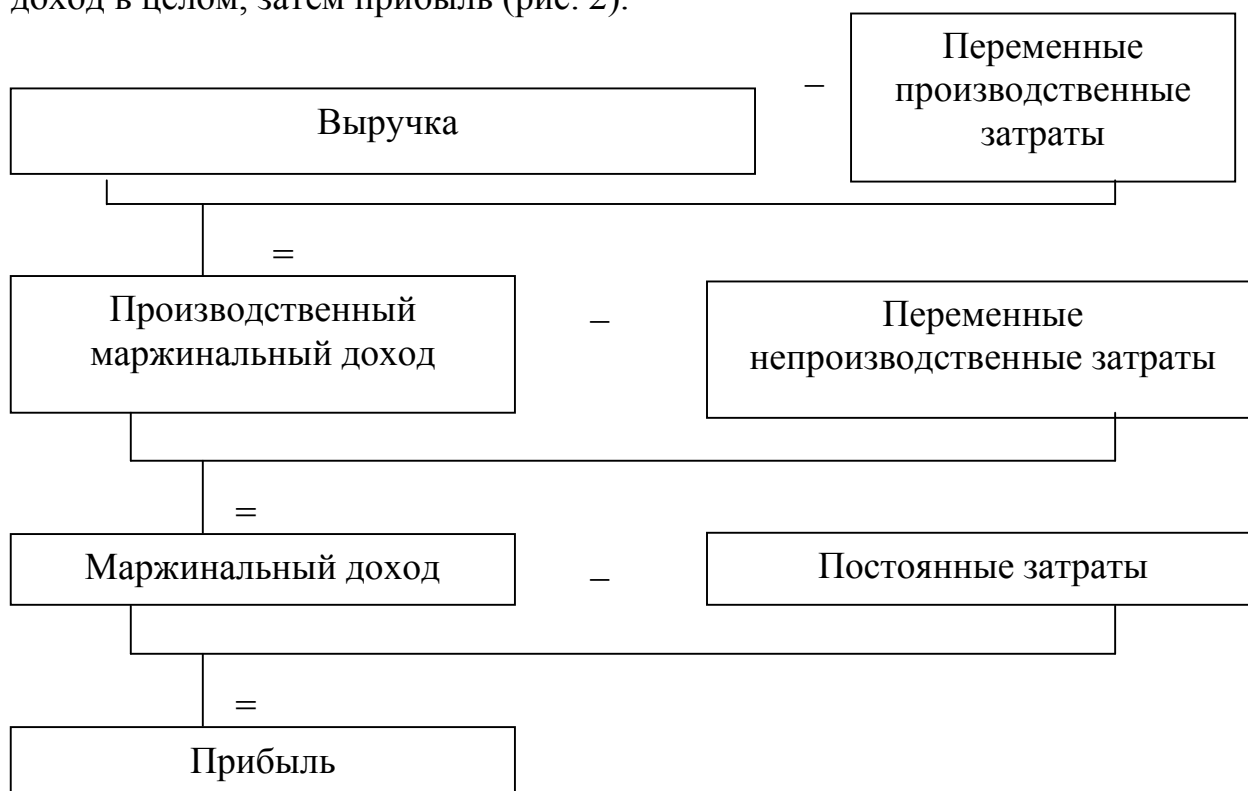 доход в целом, затем прибыль (рис. 2).
Переменные
производственные
затраты
–
Выручка
=
Производственный
маржинальный доход
–
Переменные
непроизводственные затраты
=
Маржинальный доход
–
Постоянные затраты
=
Прибыль